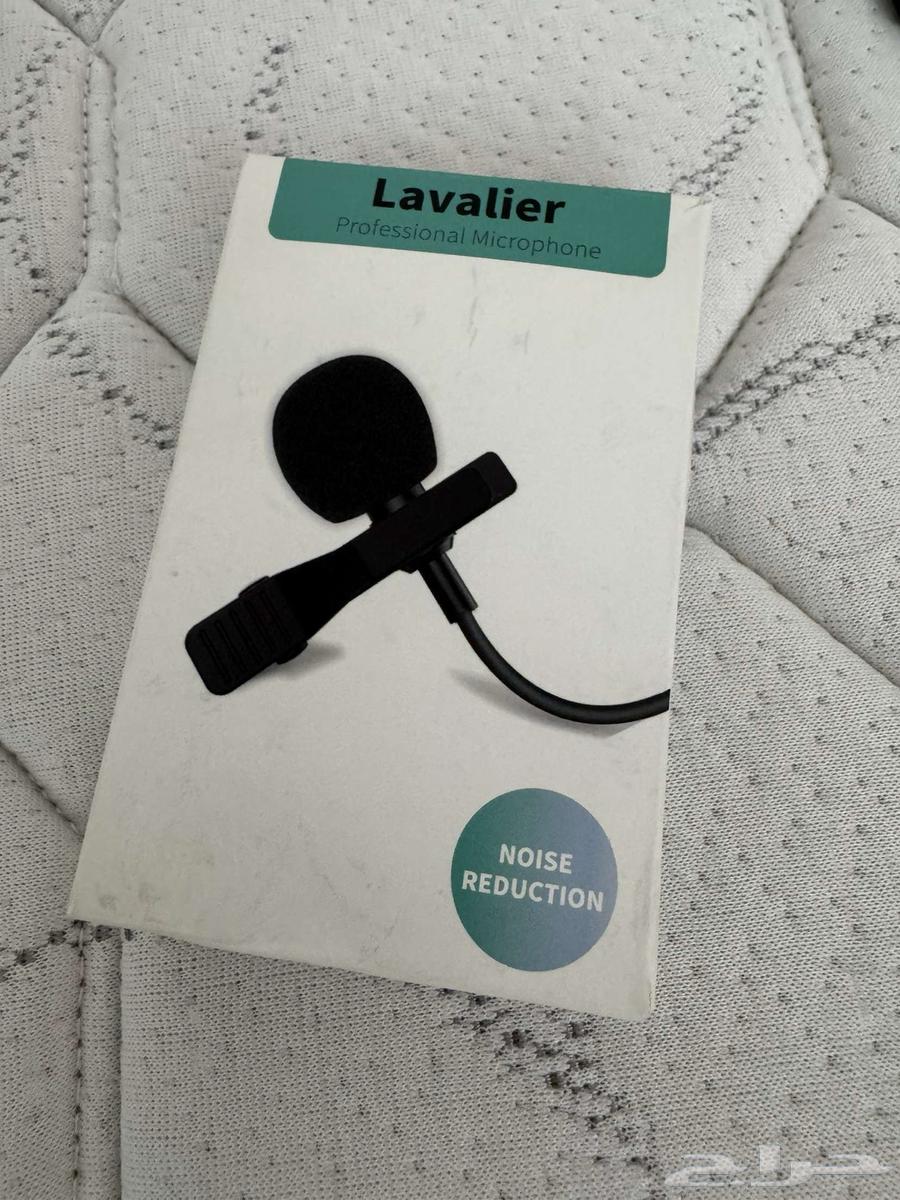 Lavalier
Professional Microphone
NOISE
REDUCTION
حراج